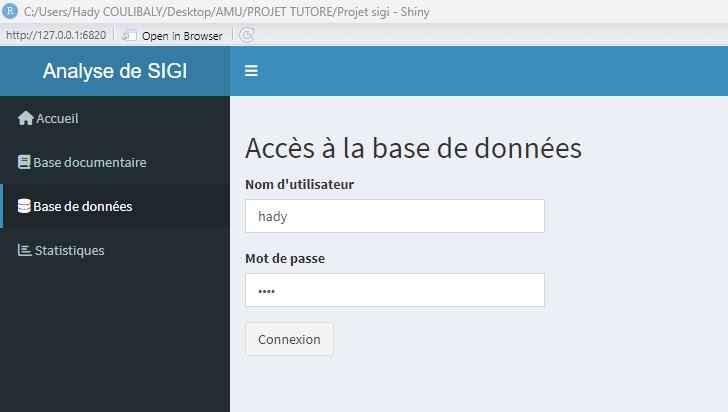 C:/Users/Hady COULIBALY/Desktop/AMU/PROJET TUTORE/Projet sigi - Shiny
http://127.0.0.1:6820 Open in Browser
Analyse de SIGI
Accueil
Base documentaire
Base de données
Statistiques
Accès à la base de données
Nom d'utilisateur
hady
Mot de passe
••••
Connexion